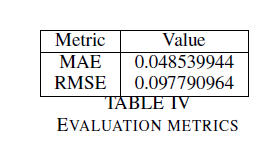 Metric Value
MAE 0.048539944
RMSE 0.097790964
TABLE IV
EVALUATION METRICS